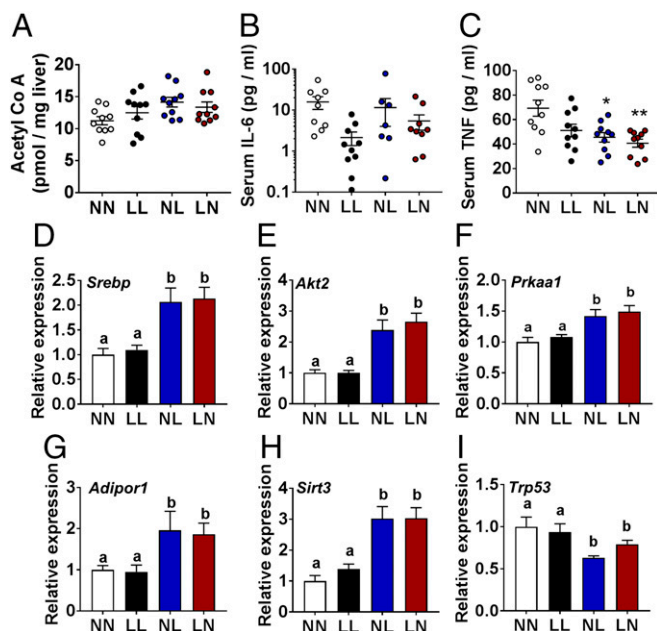 A
Acetyl Co A
(pmol / mg liver)
20
15
10
5
0
NN LL NL LN
B
Serum IL-6 (pg / ml)
100
10
1
0.1
NN LL NL LN
C
Serum TNF (pg / ml)
100
80
60
40
20
0
* **
NN LL NL LN
D
Srebp
Relative expression
2.5
2.0
1.5
1.0
0.5
0.0
a a b b
NN LL NL LN
E
Akt2
Relative expression
4
3
2
1
0
a a b b
NN LL NL LN
F
Prkaa1
Relative expression
2.0
1.5
1.0
0.5
0.0
a a b b
NN LL NL LN
G
Adipor1
Relative expression
3
2
1
0
a a b b
NN LL NL LN
H
Sirt3
Relative expression
4
3
2
1
0
a a b b
NN LL NL LN
I
Trp53
Relative expression
1.5
1.0
0.5
0.0
a a b b
NN LL NL LN